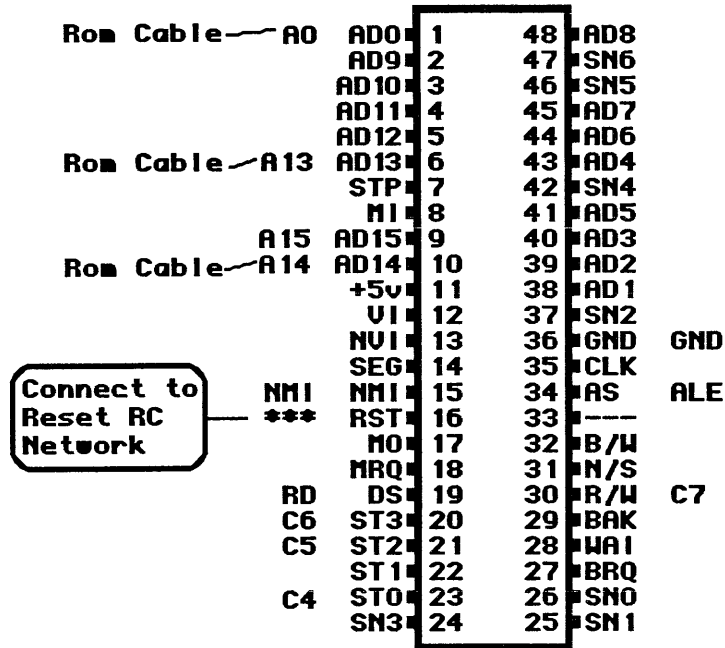 Rom Cable A0 AD0 1 48 AD8
AD9 2 47 SN6
AD10 3 46 SN5
AD11 4 45 AD7
AD12 5 44 AD6
Rom Cable A13 AD13 6 43 AD4
STP 7 42 SN4
MI 8 41 AD5
A15 AD15 9 40 AD3
Rom Cable A14 AD14 10 39 AD2
+5v 11 38 AD1
VI 12 37 SN2
NVI 13 36 GND GND
SEG 14 35 CLK
Connect to NMI NMI 15 34 AS ALE
Reset RC *** RST 16 33 ---
Network MO 17 32 B/W
MRQ 18 31 N/S
RD DS 19 30 R/W C7
C6 ST3 20 29 BAK
C5 ST2 21 28 WAI
ST1 22 27 BRQ
C4 ST0 23 26 SN0
SN3 24 25 SN1